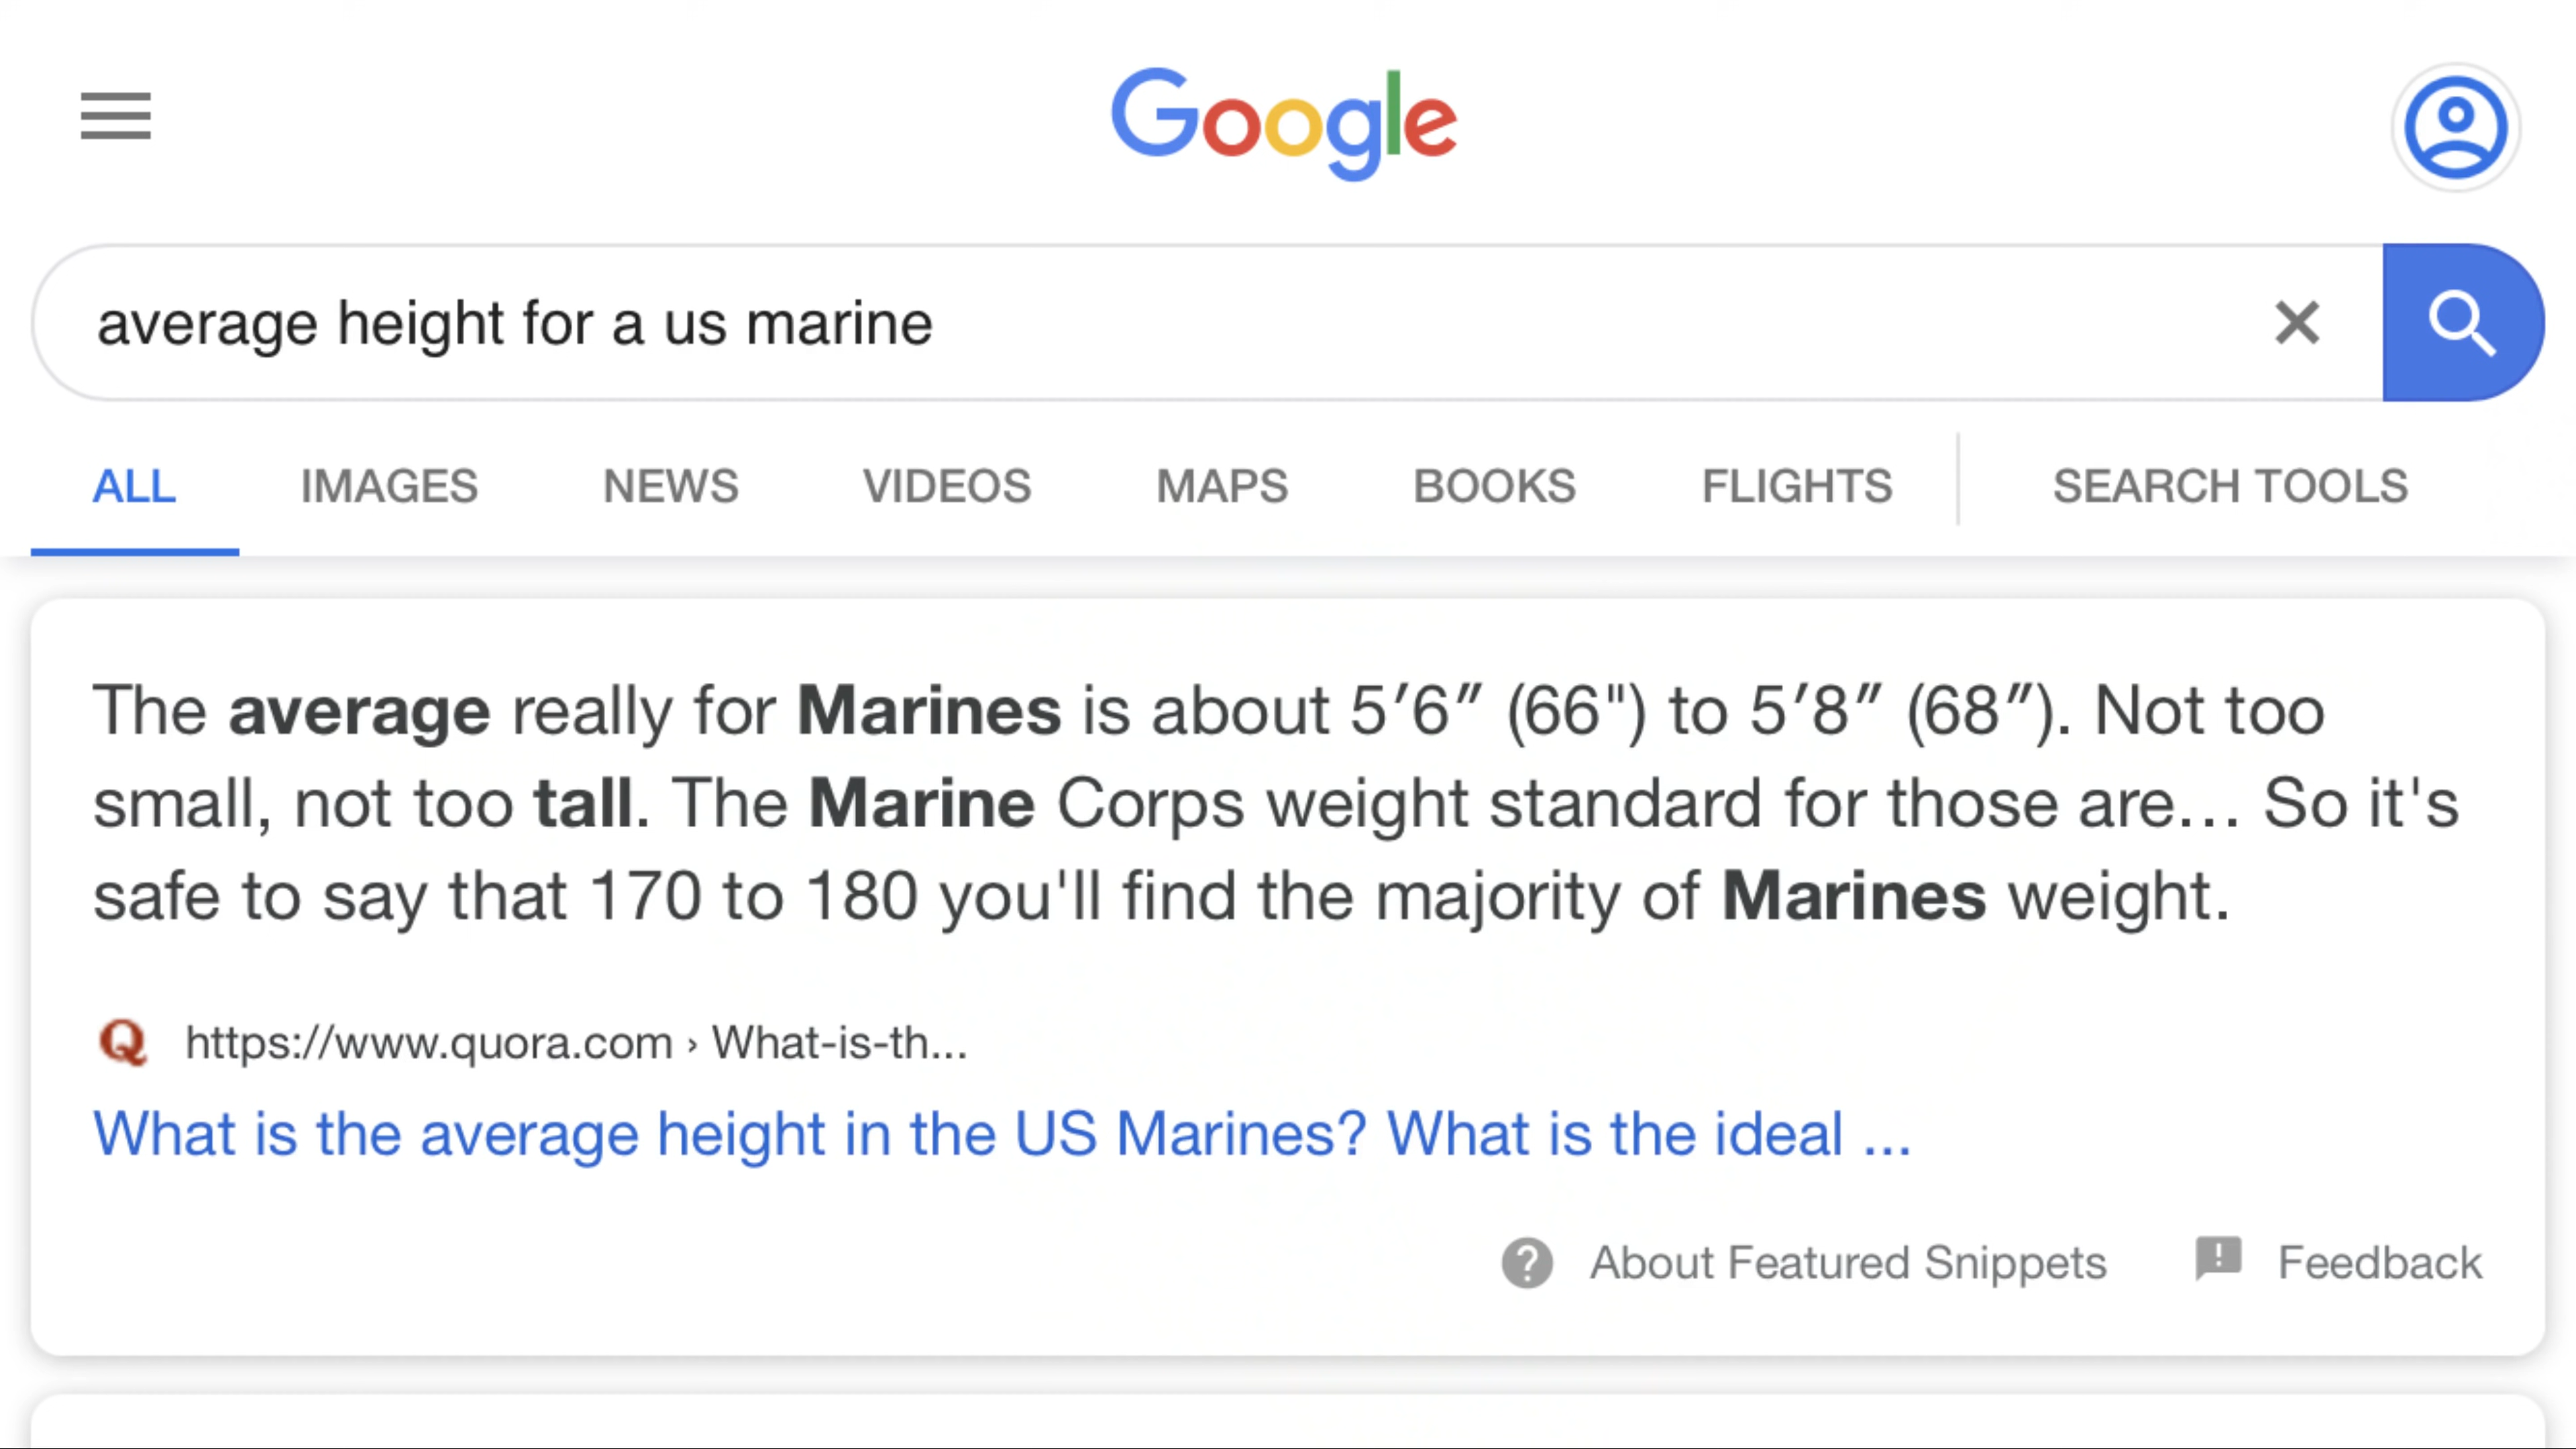 Google
average height for a us marine
ALL IMAGES NEWS VIDEOS MAPS BOOKS FLIGHTS SEARCH TOOLS
The average really for Marines is about 5′6″ (66") to 5′8″ (68″). Not too
small, not too tall. The Marine Corps weight standard for those are... So it's
safe to say that 170 to 180 you'll find the majority of Marines weight.
Q https://www.quora.com › What-is-th...
What is the average height in the US Marines? What is the ideal ...
About Featured Snippets Feedback